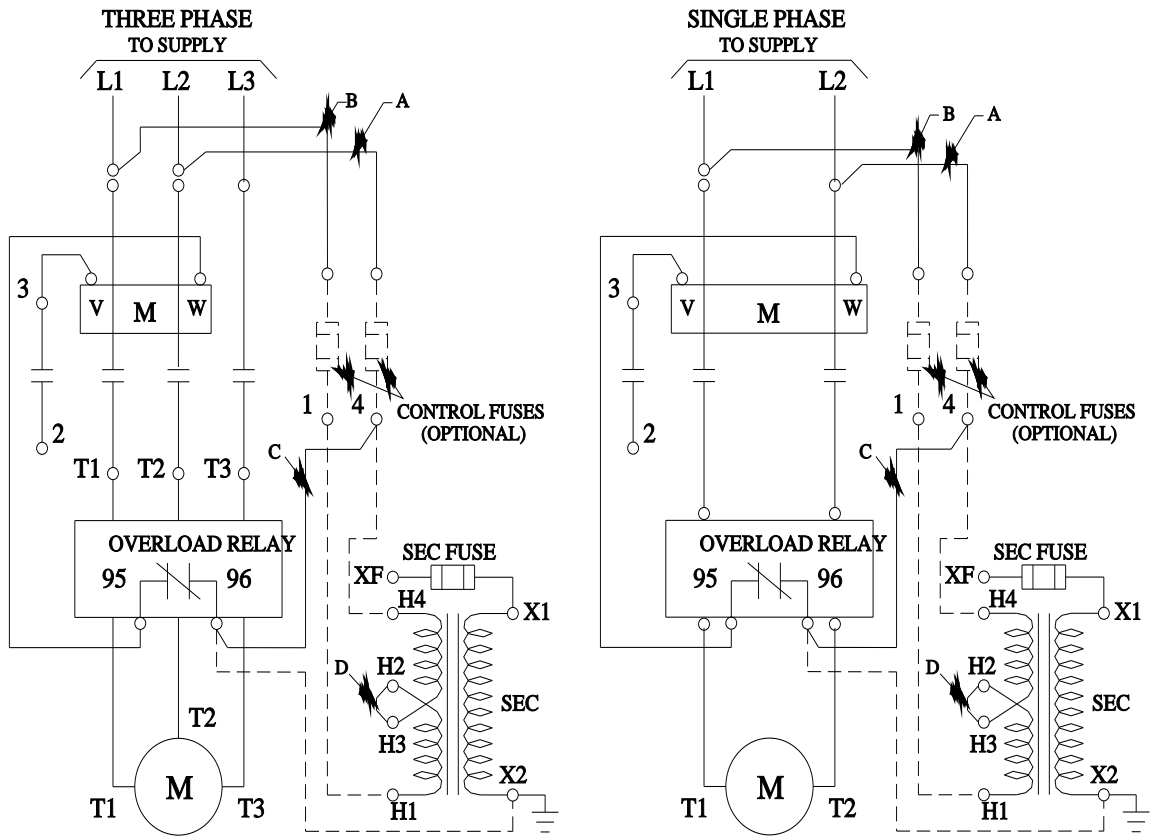 THREE PHASE
TO SUPPLY
L1 L2 L3
B
A
3
V M W
2
1 4
CONTROL FUSES
(OPTIONAL)
C
T1 T2 T3
OVERLOAD RELAY
95 96
SEC FUSE
XF
H4
X1
D
H2
SEC
H3
T2
X2
T1 M T3
H1
SINGLE PHASE
TO SUPPLY
L1 L2
B
A
3
V M W
2
1 4
CONTROL FUSES
(OPTIONAL)
C
OVERLOAD RELAY
95 96
SEC FUSE
XF
H4
X1
D
H2
SEC
H3
X2
T1 M T2
H1